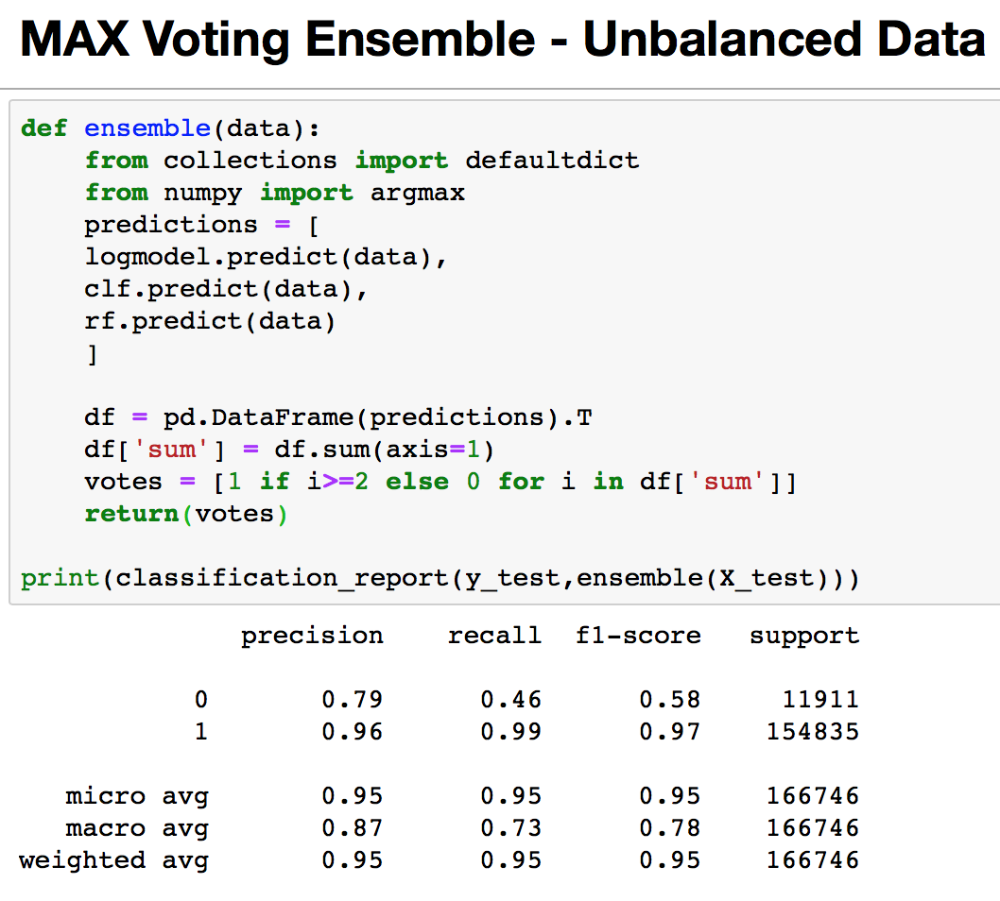 MAX Voting Ensemble - Unbalanced Data
def ensemble(data):
    from collections import defaultdict
    from numpy import argmax
    predictions = [
    logmodel.predict(data),
    clf.predict(data),
    rf.predict(data)
    ]
    df = pd.DataFrame(predictions).T
    df['sum'] = df.sum(axis=1)
    votes = [1 if i>=2 else 0 for i in df['sum']]
    return(votes)
print(classification_report(y_test,ensemble(X_test)))
precision recall f1-score support
0 0.79 0.46 0.58 11911
1 0.96 0.99 0.97 154835
micro avg 0.95 0.95 0.95 166746
macro avg 0.87 0.73 0.78 166746
weighted avg 0.95 0.95 0.95 166746